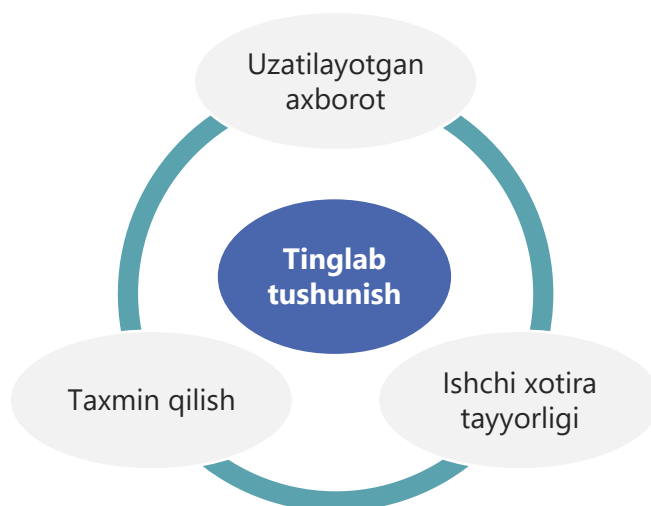 Uzatilayotgan
axborot
Tinglab
tushunish
Taxmin qilish
Ishchi xotira
tayyorligi